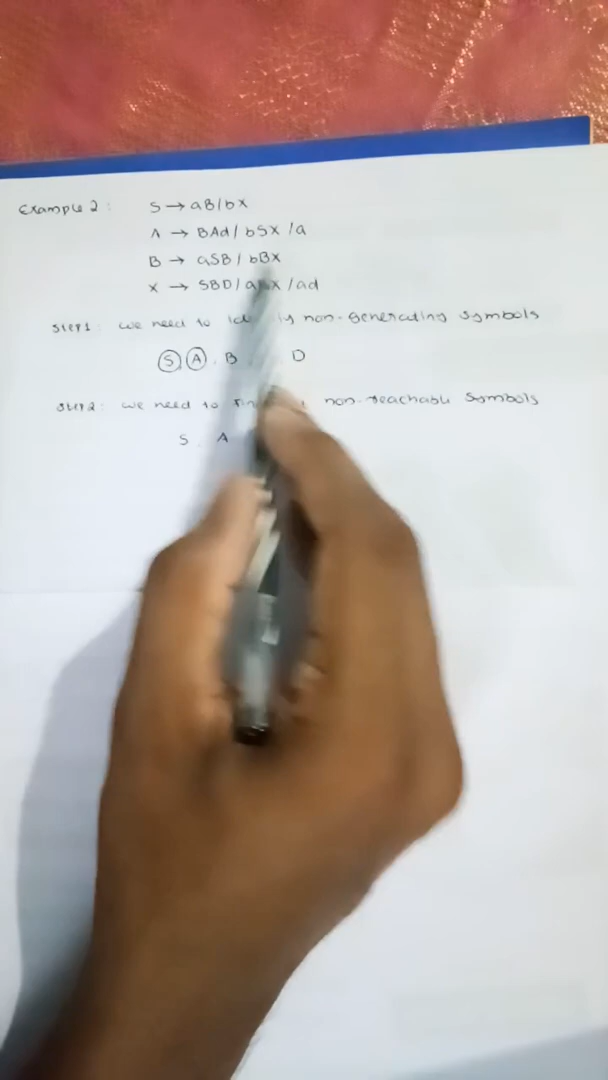 Example 2: S → aB/bX
A → BAd/bSX/a
B → aSB/bBX
X → SBD/a X/ad
Step1: we need to non-generating symbols
S, A, B D
Step2: we need to non-reachable symbols
S, A